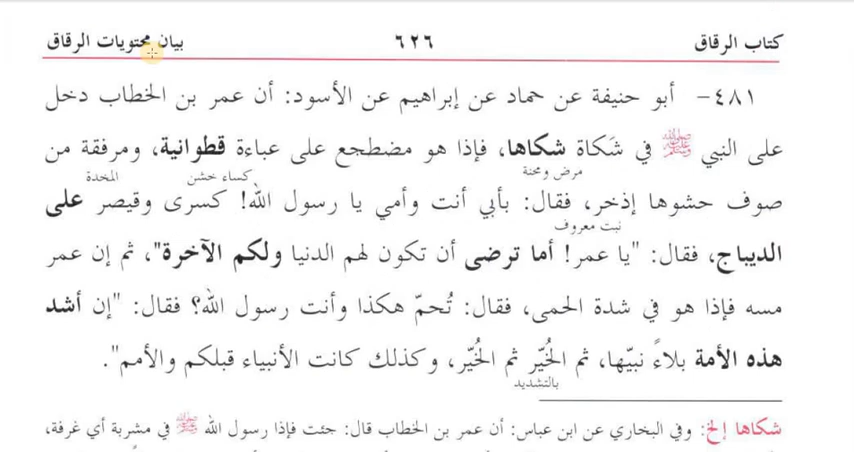 كتاب الرقاق ٦٢٦ بيان محتويات الرقاق
٤٨١- أبو حنيفة عن حماد عن إبراهيم عن الأسود: أن عمر بن الخطاب دخل
على النبي ﷺ في شَكاة شكاها، فإذا هو مضطجع على عباءة قطوانية، ومرفقة من
مرض ومحنة كساء خشن المخدة
صوف حشوها إذخر، فقال: بأبي أنت وأمي يا رسول الله! كسرى وقيصر على
نبت معروف
الديباج، فقال: "يا عمر! أما ترضى أن تكون لهم الدنيا ولكم الآخرة"، ثم إن عمر
مسه فإذا هو في شدة الحمى، فقال: تُحمّ هكذا وأنت رسول الله؟ فقال: "إن أشد
هذه الأمة بلاءً نبيّها، ثم الخُيّر ثم الخُيّر، وكذلك كانت الأنبياء قبلكم والأمم".
بالتشديد
شكاها إلخ: وفي البخاري عن ابن عباس: أن عمر بن الخطاب قال: جئت فإذا رسول الله ﷺ في مشربة أي غرفة،